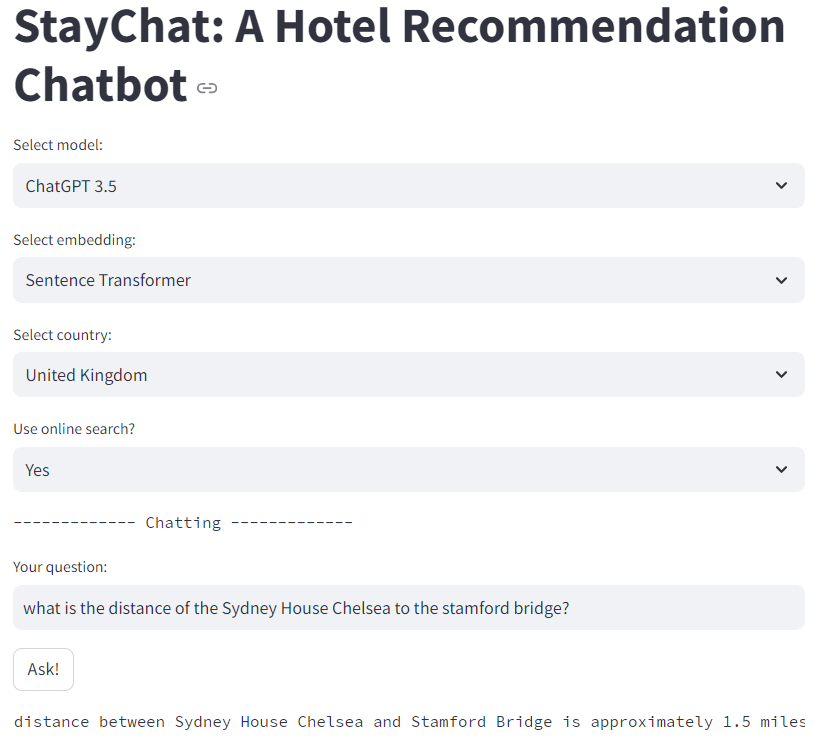 StayChat: A Hotel Recommendation
Chatbot
Select model:
ChatGPT 3.5
Select embedding:
Sentence Transformer
Select country:
United Kingdom
Use online search?
Yes
------------- Chatting -------------
Your question:
what is the distance of the Sydney House Chelsea to the stamford bridge?
Ask!
distance between Sydney House Chelsea and Stamford Bridge is approximately 1.5 miles